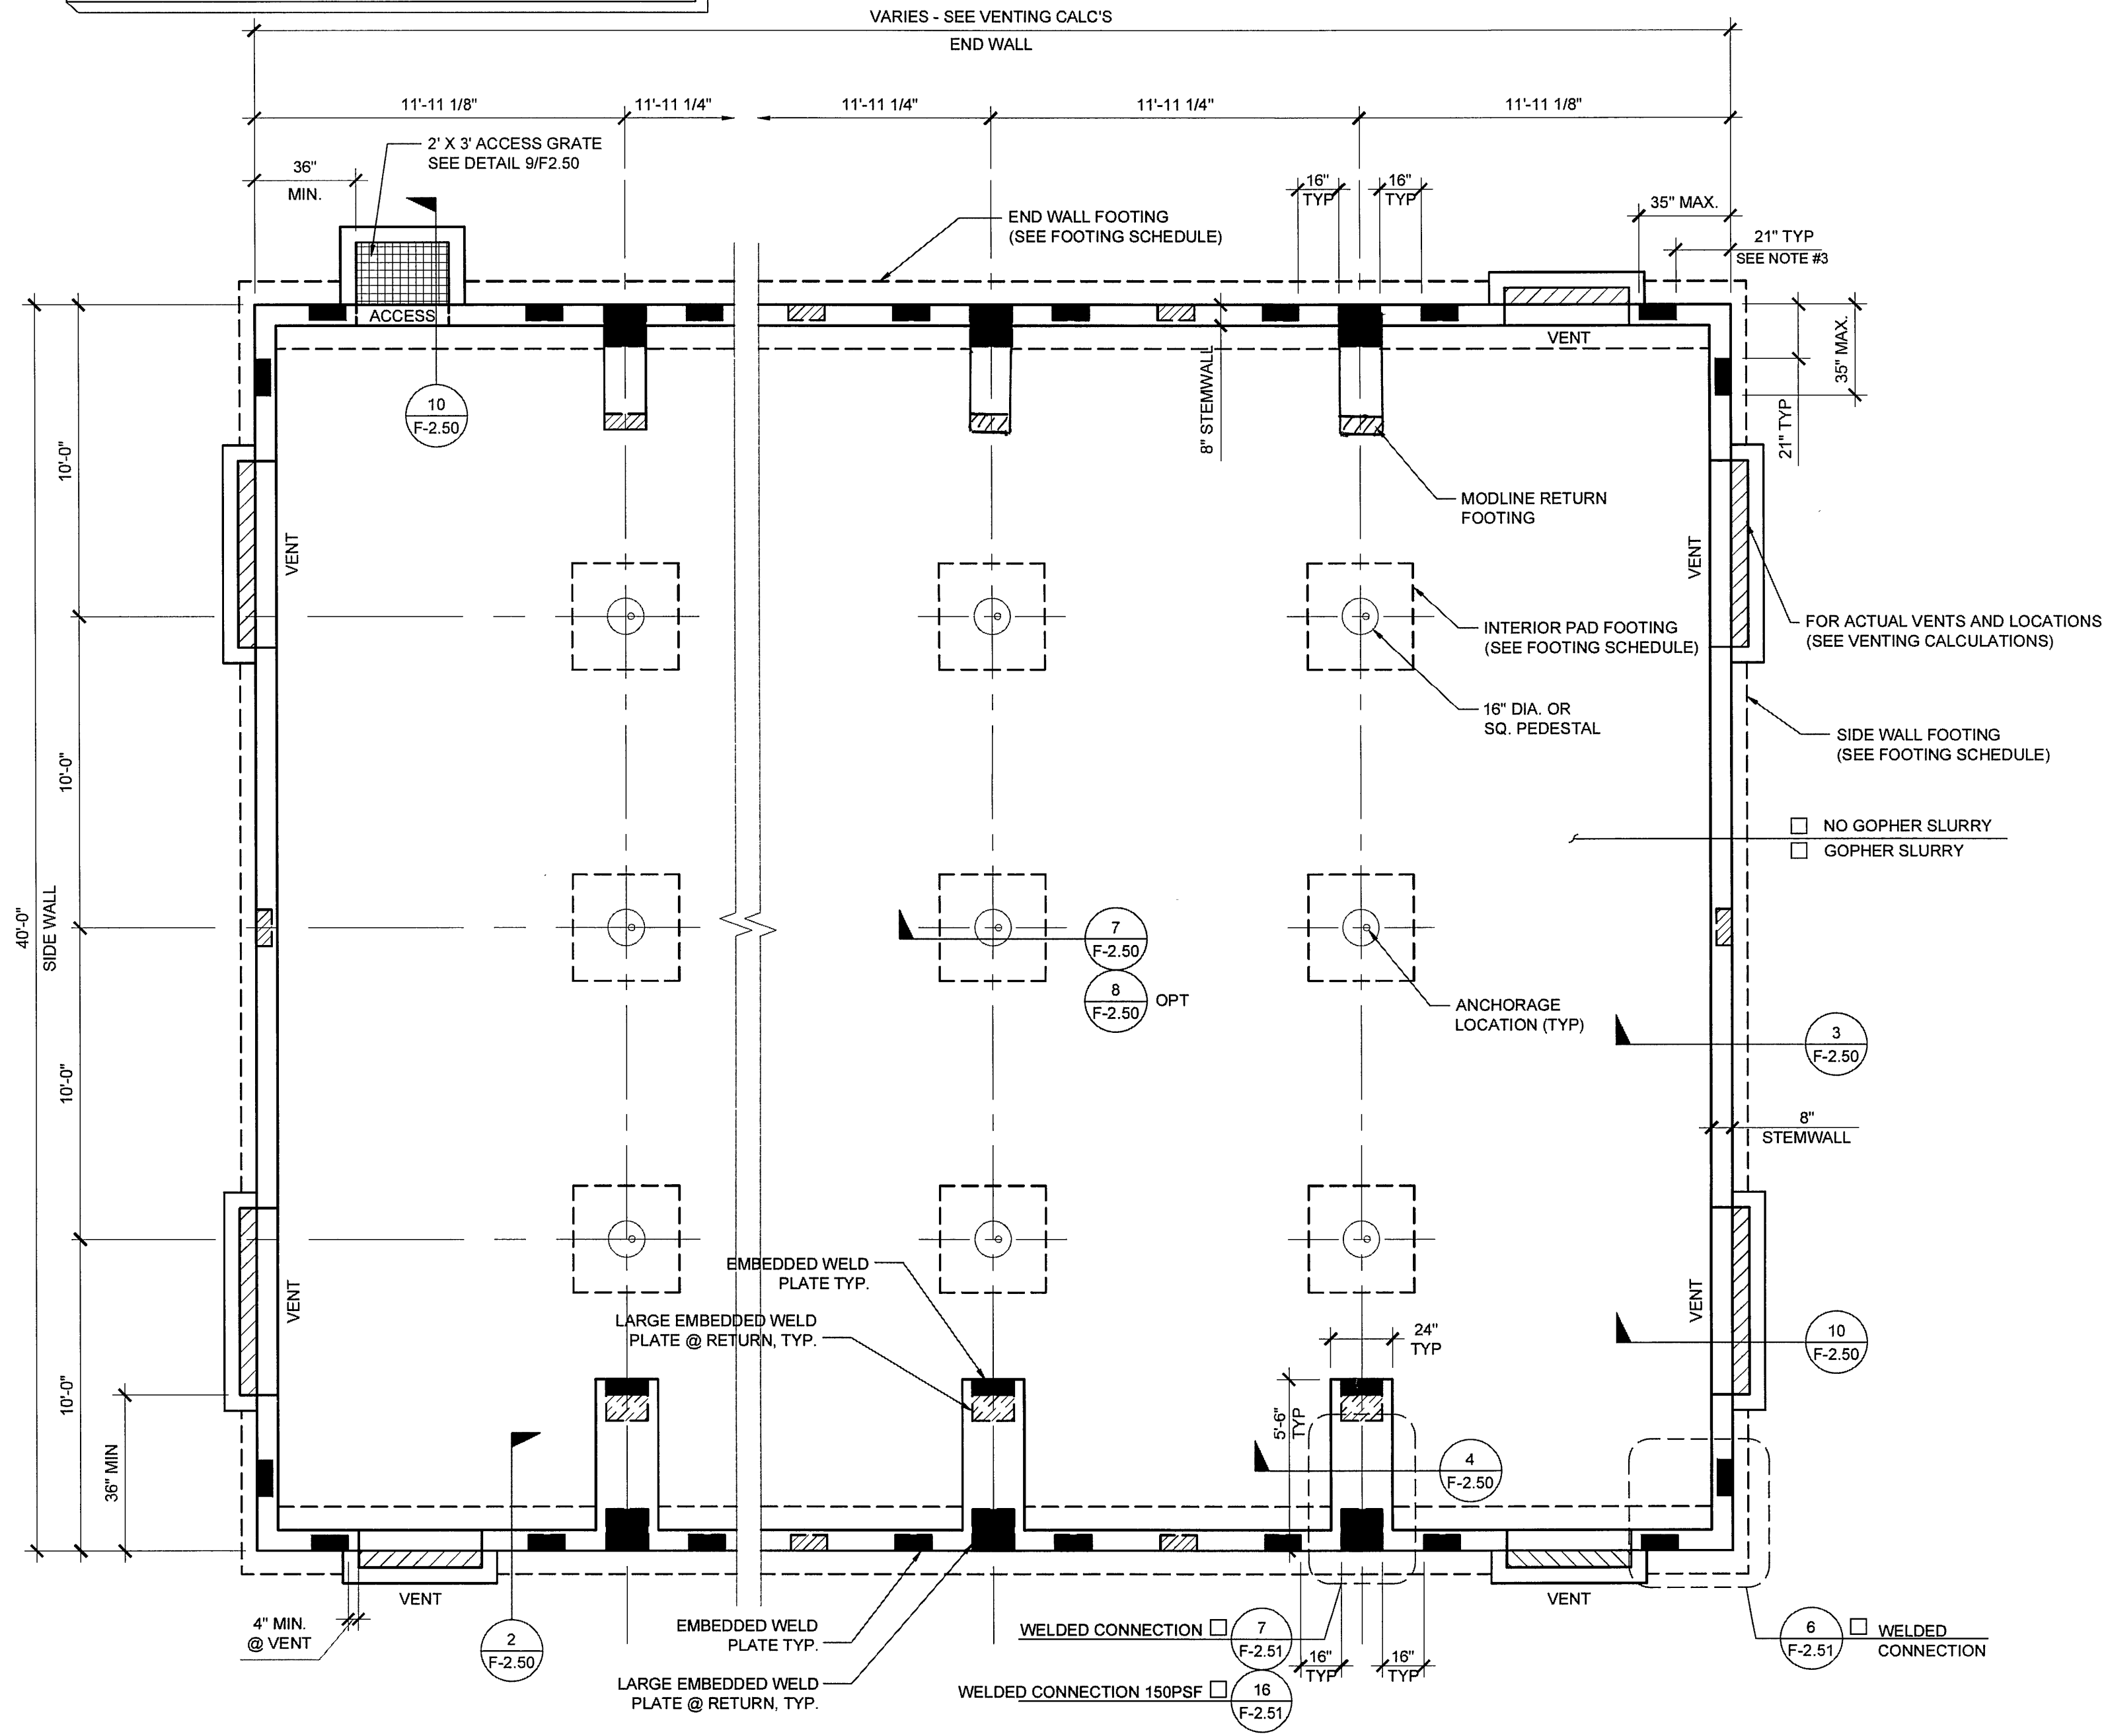 VARIES - SEE VENTING CALC'S
END WALL
11'-11 1/8"
11'-11 1/4"
11'-11 1/4"
11'-11 1/4"
11'-11 1/8"
2' X 3' ACCESS GRATE
SEE DETAIL 9/F2.50
36"
MIN.
16"
TYP
16"
TYP
35" MAX.
END WALL FOOTING
(SEE FOOTING SCHEDULE)
21" TYP
SEE NOTE #3
ACCESS
VENT
8" STEMWALL
35" MAX.
21" TYP
10
F-2.50
10'-0"
MODLINE RETURN
FOOTING
VENT
VENT
INTERIOR PAD FOOTING
(SEE FOOTING SCHEDULE)
FOR ACTUAL VENTS AND LOCATIONS
(SEE VENTING CALCULATIONS)
16" DIA. OR
SQ. PEDESTAL
SIDE WALL FOOTING
(SEE FOOTING SCHEDULE)
10'-0"
NO GOPHER SLURRY
GOPHER SLURRY
40'-0"
SIDE WALL
7
F-2.50
8
F-2.50
OPT
ANCHORAGE
LOCATION (TYP)
3
F-2.50
10'-0"
8"
STEMWALL
EMBEDDED WELD
PLATE TYP.
VENT
VENT
LARGE EMBEDDED WELD
PLATE @ RETURN, TYP.
24"
TYP
10
F-2.50
10'-0"
5'-6"
TYP
36" MIN
4
F-2.50
VENT
VENT
4" MIN.
@ VENT
2
F-2.50
EMBEDDED WELD
PLATE TYP.
WELDED CONNECTION
7
F-2.51
6
F-2.51
WELDED
CONNECTION
16"
TYP
16"
TYP
LARGE EMBEDDED WELD
PLATE @ RETURN, TYP.
WELDED CONNECTION 150PSF
16
F-2.51